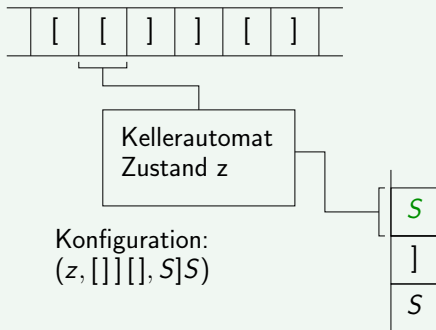 [ [ ] ] [ ]
Kellerautomat
Zustand z
S
Konfiguration:
(z, [ ] ] [ ], S]S)
]
S